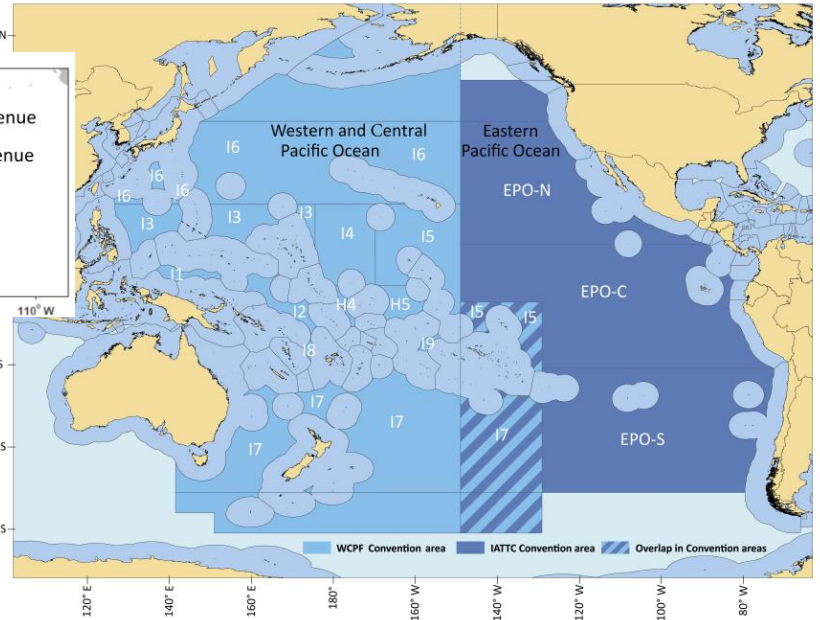 N
enue
enue
110° W
S
S
S
Western and Central
Pacific Ocean
Eastern
Pacific Ocean
I6
I6
I6
I6
I6
EPO-N
I3
I3
I3
I4
I5
I1
EPO-C
I2
H4
H5
I5
I5
I8
I9
I7
I7
I7
I7
EPO-S
WCPF Convention area
IATTC Convention area
Overlap in Convention areas
120° E
140° E
160° E
180°
160° W
140° W
120° W
100° W
80° W